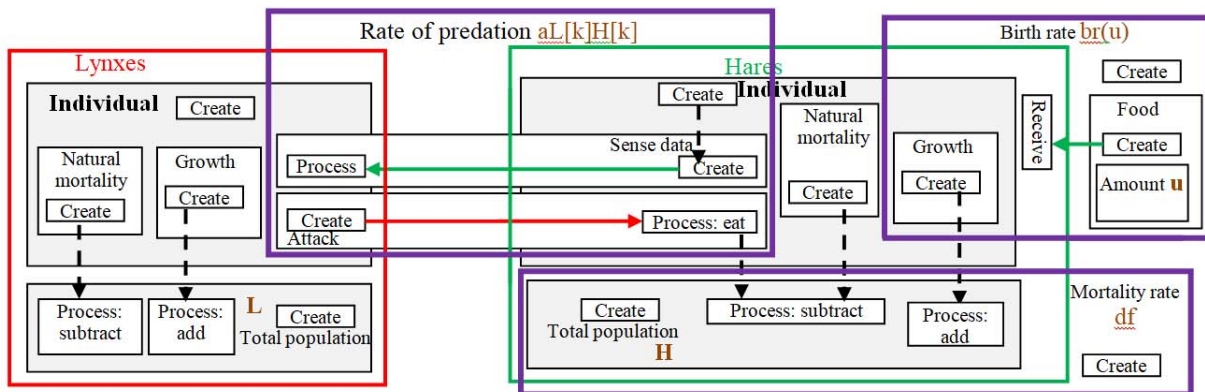 Rate of predation aL[k]H[k]
Birth rate br(u)
Lynxes
Hares
Individual
Create
Natural
mortality
Create
Growth
Create
Process
Create
Attack
Create
Individual
Sense data
Create
Process: eat
Natural
mortality
Create
Growth
Create
Receive
Create
Food
Create
Amount u
Process:
subtract
Process:
add
L
Create
Total population
Create
Total population
H
Process: subtract
Process:
add
Mortality rate
df
Create